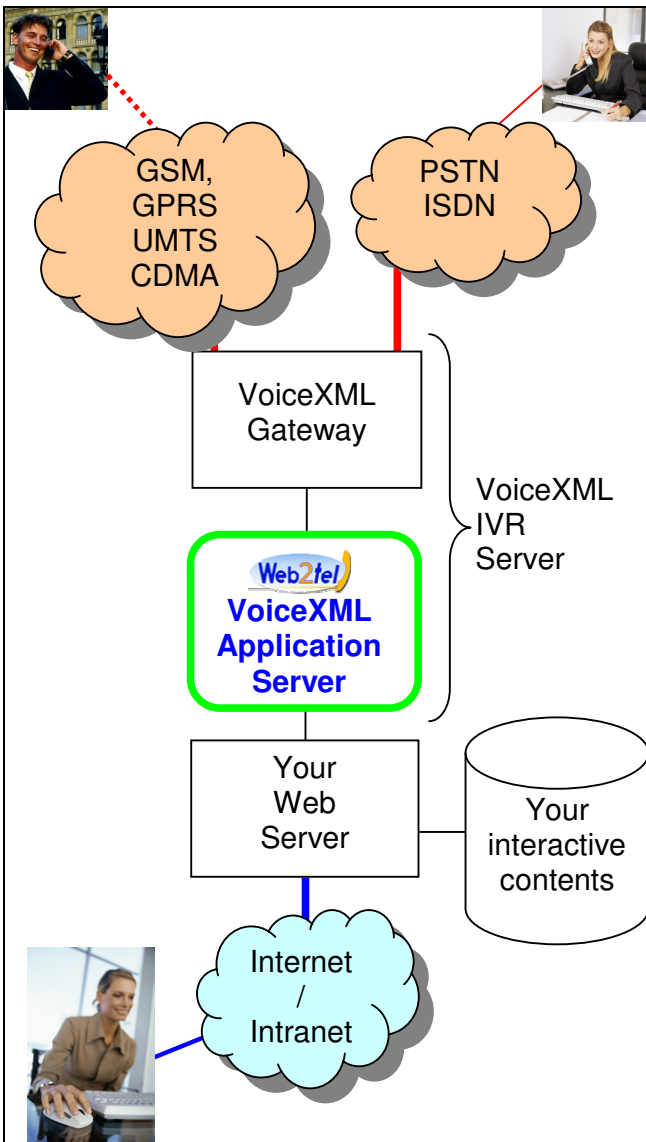 GSM,
GPRS
UMTS
CDMA
PSTN
ISDN
VoiceXML
Gateway
VoiceXML
IVR
Server
Web2tel
VoiceXML
Application
Server
Your
Web
Server
Your
interactive
contents
Internet
/
Intranet